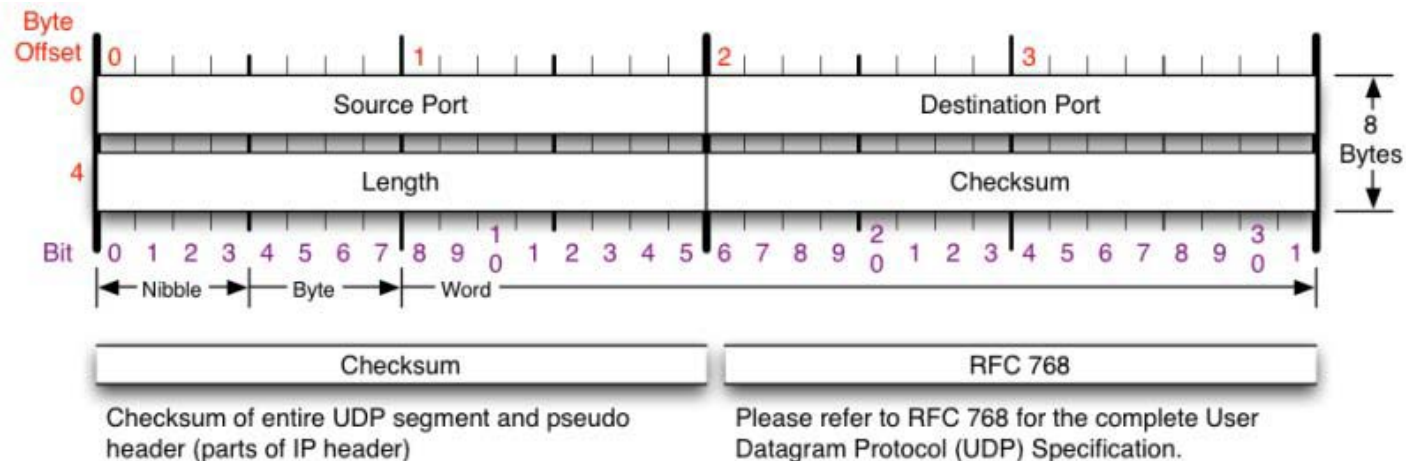 Byte
Offset
0 1 2 3
0 Source Port Destination Port
8
Bytes
4 Length Checksum
Bit 0 1 2 3 4 5 6 7 8 9 10 1 2 3 4 5 6 7 8 9 20 1 2 3 4 5 6 7 8 9 30 1
Nibble Byte Word
Checksum RFC 768
Checksum of entire UDP segment and pseudo
header (parts of IP header)
Please refer to RFC 768 for the complete User
Datagram Protocol (UDP) Specification.